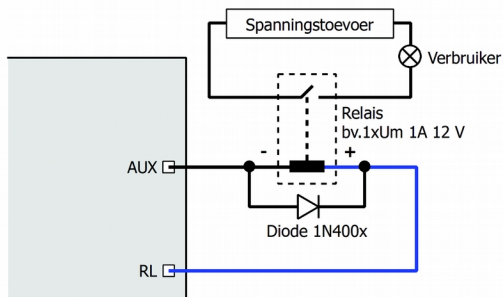 Spanningstoevoer
Verbruiker
Relais
bv.1xUm 1A 12 V
- +
AUX
Diode 1N400x
RL